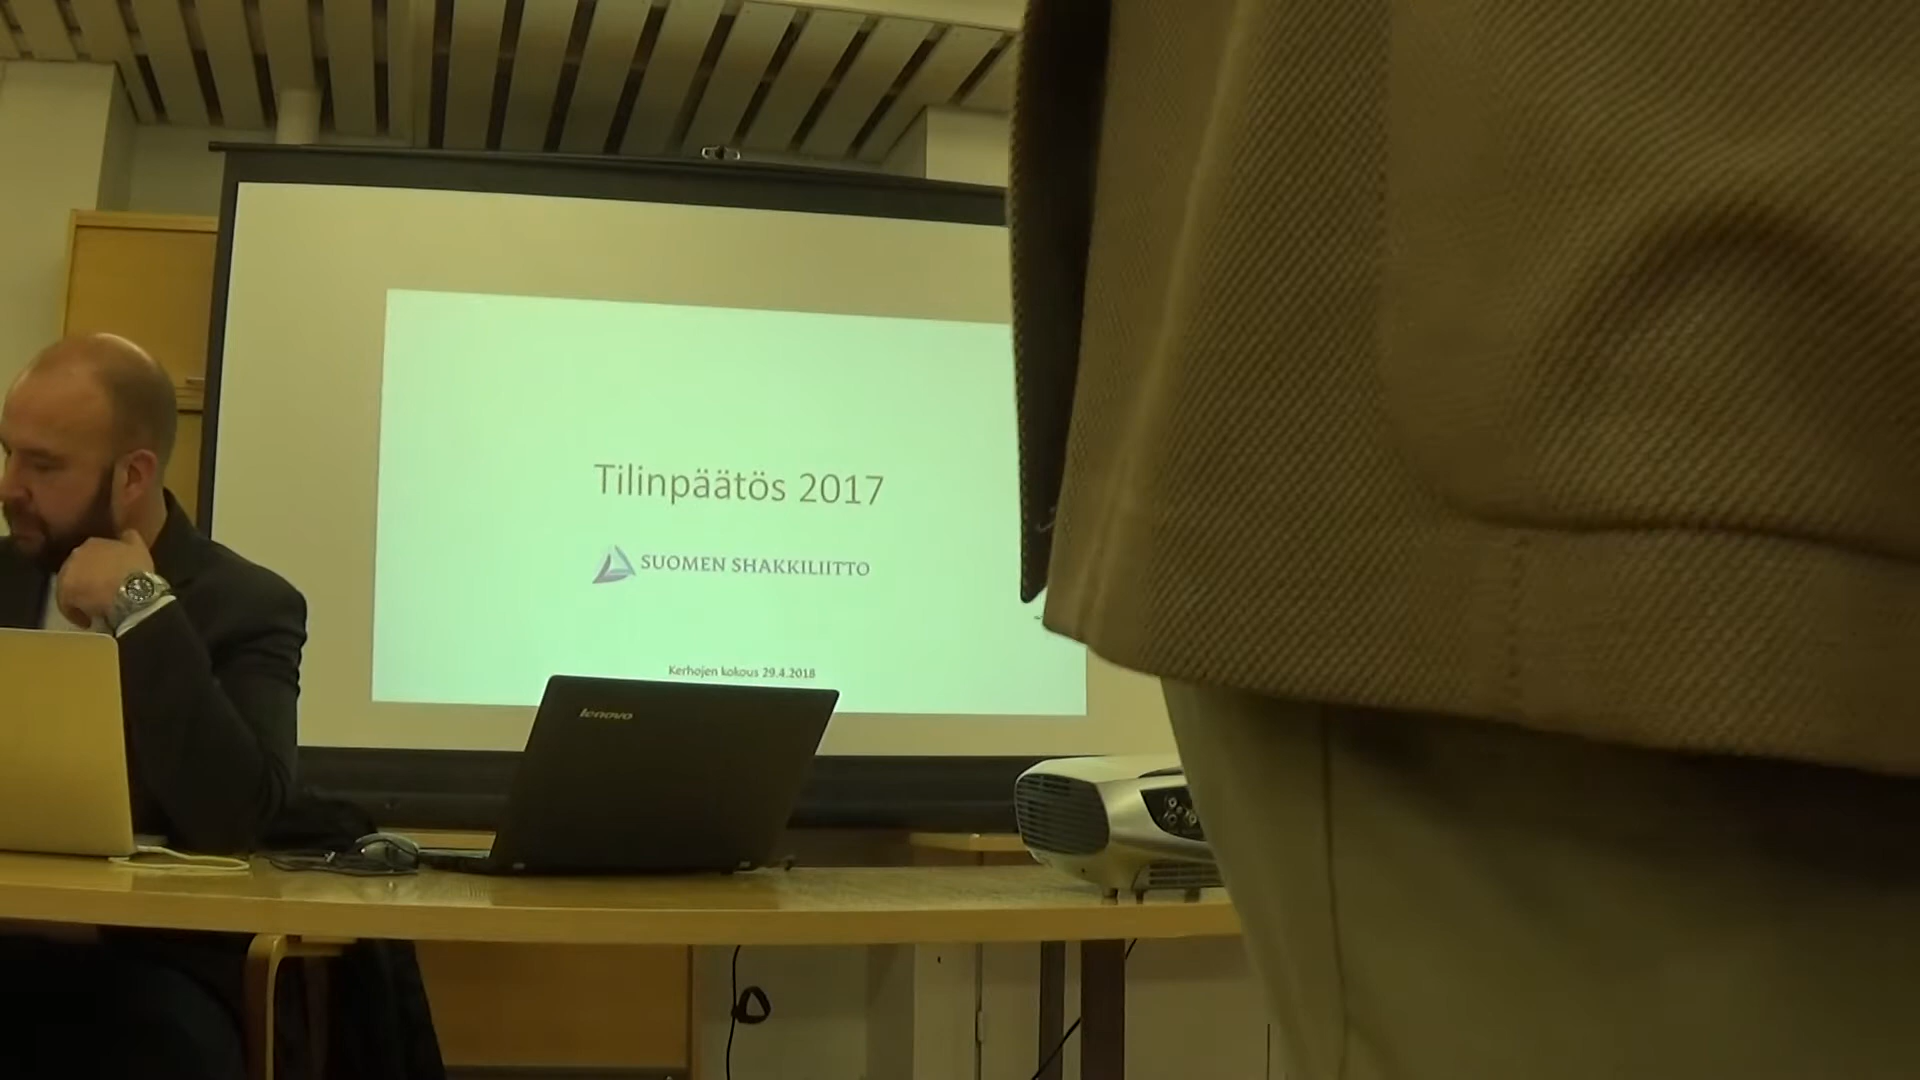 Tilinpäätös 2017
SUOMEN SHAKKILIITTO
Kerhojen kokous 29.4.2018
lenovo